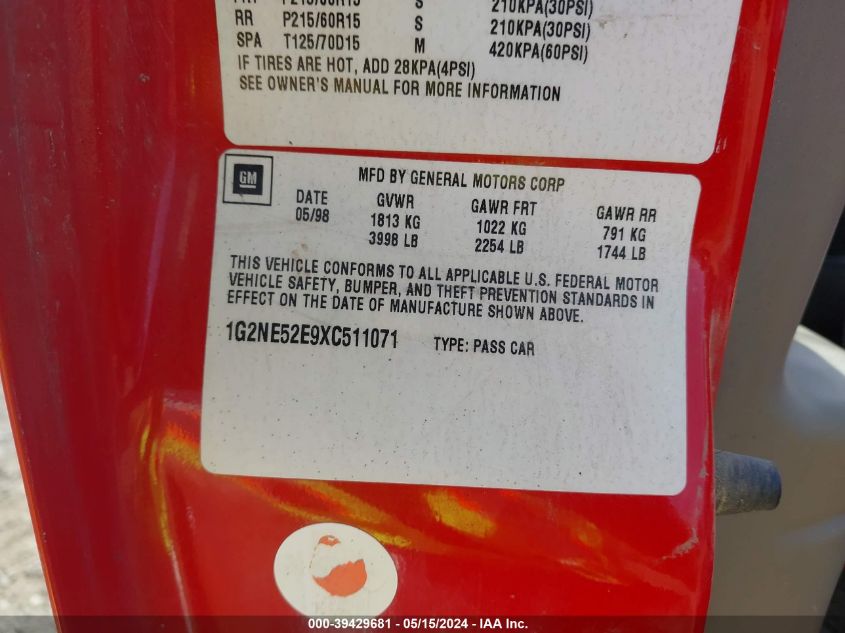 P215/60R15 S 210KPA(30PSI)
RR P215/60R15 S 210KPA(30PSI)
SPA T125/70D15 M 420KPA(60PSI)
IF TIRES ARE HOT, ADD 28KPA(4PSI)
SEE OWNER'S MANUAL FOR MORE INFORMATION
GM
MFD BY GENERAL MOTORS CORP
DATE GVWR GAWR FRT GAWR RR
05/98 1813 KG 1022 KG 791 KG
3998 LB 2254 LB 1744 LB
THIS VEHICLE CONFORMS TO ALL APPLICABLE U.S. FEDERAL MOTOR
VEHICLE SAFETY, BUMPER, AND THEFT PREVENTION STANDARDS IN
EFFECT ON THE DATE OF MANUFACTURE SHOWN ABOVE.
1G2NE52E9XC511071 TYPE: PASS CAR
000-39429681 - 05/15/2024 - IAA Inc.